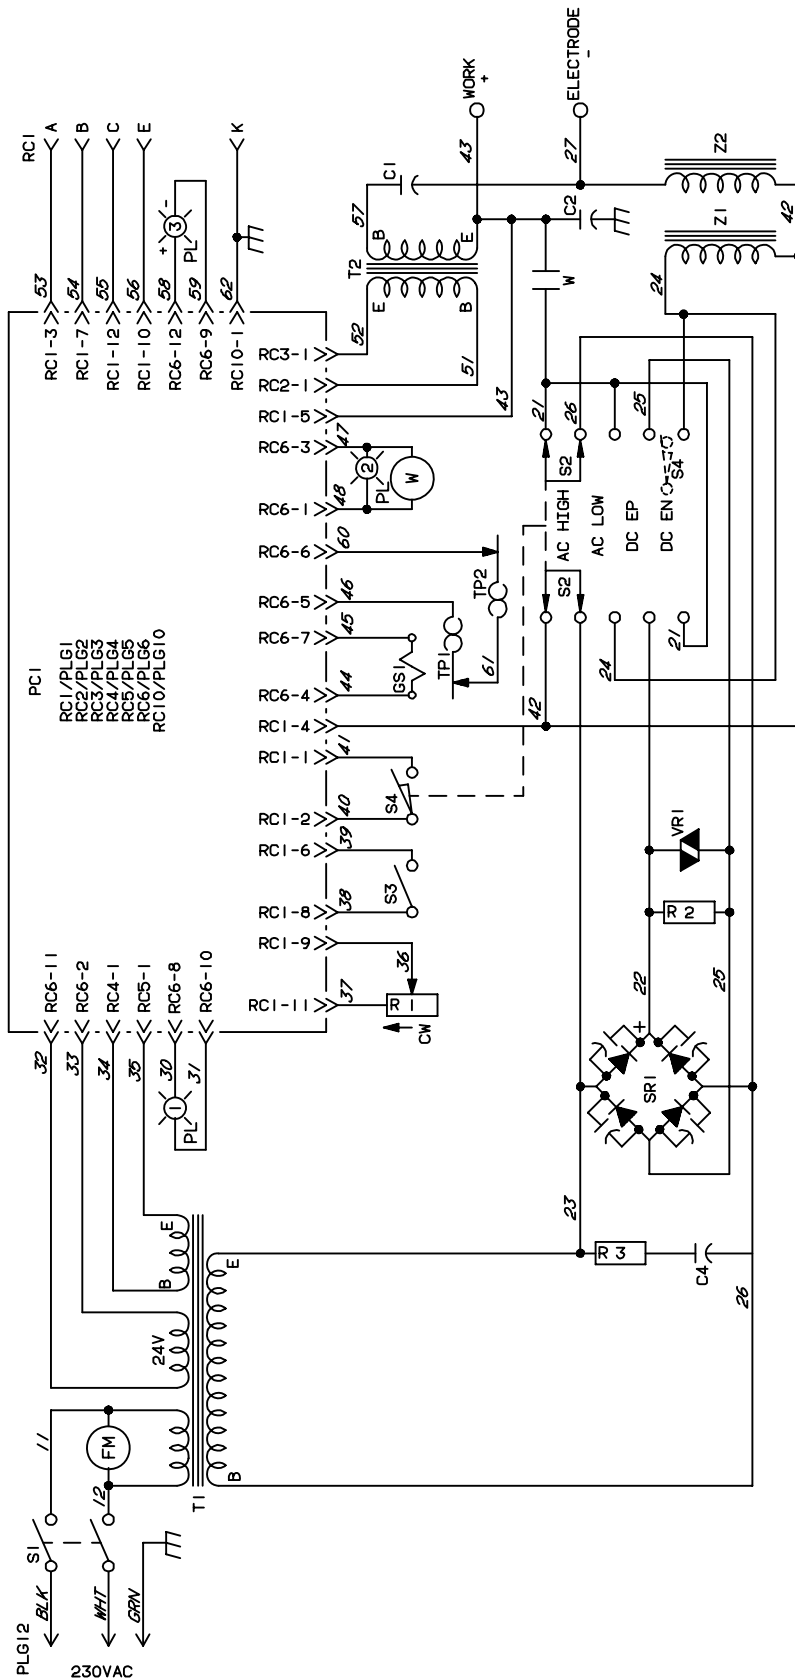 RC1
A
B
C
E
K
53
54
55
56
58
59
62
+
-
3
PL
RC1-3
RC1-7
RC1-12
RC1-10
RC6-12
RC6-9
RC10-1
PC1
RC1/PLG1
RC2/PLG2
RC3/PLG3
RC4/PLG4
RC5/PLG5
RC6/PLG6
RC10/PLG10
RC3-1
RC2-1
RC1-5
RC6-3
RC6-1
RC6-6
RC6-5
RC6-7
RC6-4
RC1-4
RC1-1
RC1-2
RC1-6
RC1-8
RC1-9
RC1-11
52
51
43
47
48
60
46
45
44
42
41
40
39
38
36
37
WORK
+
43
ELECTRODE
-
27
57
C1
T2
B
E
E
B
C2
W
Z2
Z1
42
24
2
PL
W
TP2
TP1
61
GS1
S4
S3
R1
CW
21
26
25
S2
AC HIGH
AC LOW
DC EP
DC EN
S4
S2
24
21
VR1
R2
22
25
+
SR1
23
R3
C4
26
RC6-11
RC6-2
RC4-1
RC5-1
RC6-8
RC6-10
32
33
34
35
30
31
1
PL
E
B
24V
E
B
T1
FM
11
12
S1
BLK
WHT
GRN
PLG12
230VAC